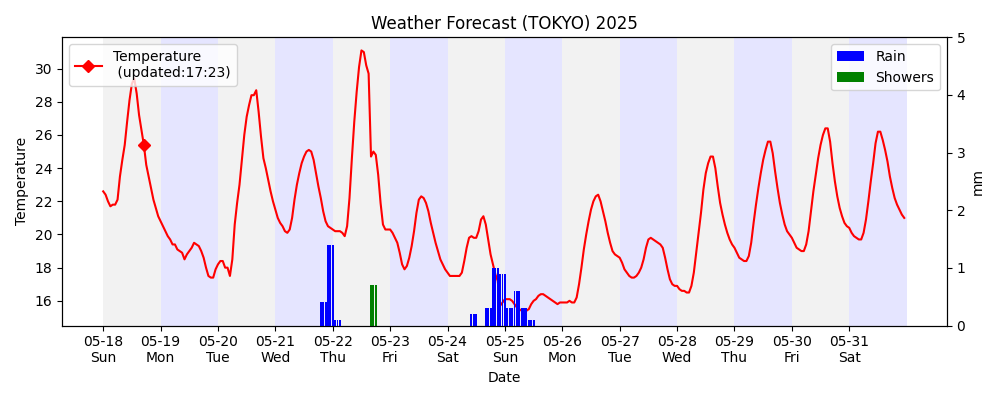 Weather Forecast (TOKYO) 2025
Temperature
(updated:17:23)
Rain
Showers
Temperature
30
28
26
24
22
20
18
16
5
4
3
2
1
0
mm
05-18 05-19 05-20 05-21 05-22 05-23 05-24 05-25 05-26 05-27 05-28 05-29 05-30 05-31
Sun Mon Tue Wed Thu Fri Sat Sun Mon Tue Wed Thu Fri Sat
Date